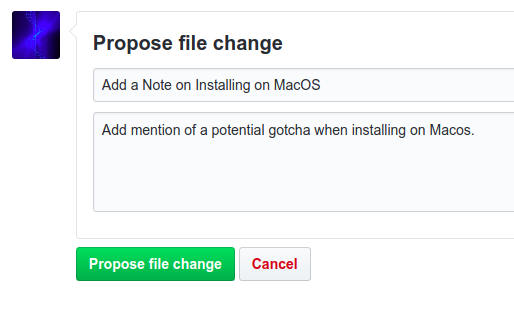 Propose file change
Add a Note on Installing on MacOS
Add mention of a potential gotcha when installing on Macos.
Propose file change
Cancel